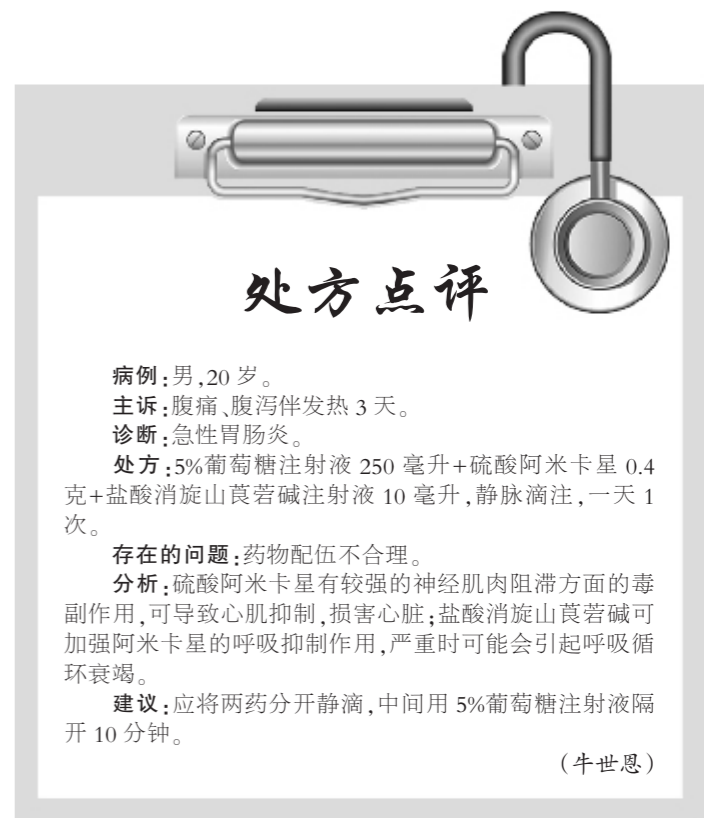 处方点评
病例:男,20 岁。
主诉:腹痛、腹泻伴发热 3 天。
诊断:急性胃肠炎。
处方:5%葡萄糖注射液 250 毫升+硫酸阿米卡星 0.4
克+盐酸消旋山莨菪碱注射液 10 毫升,静脉滴注,一天 1
次。
存在的问题:药物配伍不合理。
分析:硫酸阿米卡星有较强的神经肌肉阻滞方面的毒
副作用,可导致心肌抑制,损害心脏;盐酸消旋山莨菪碱可
加强阿米卡星的呼吸抑制作用,严重时可能会引起呼吸循
环衰竭。
建议:应将两药分开静滴,中间用 5%葡萄糖注射液隔
开 10 分钟。
(牛世恩)